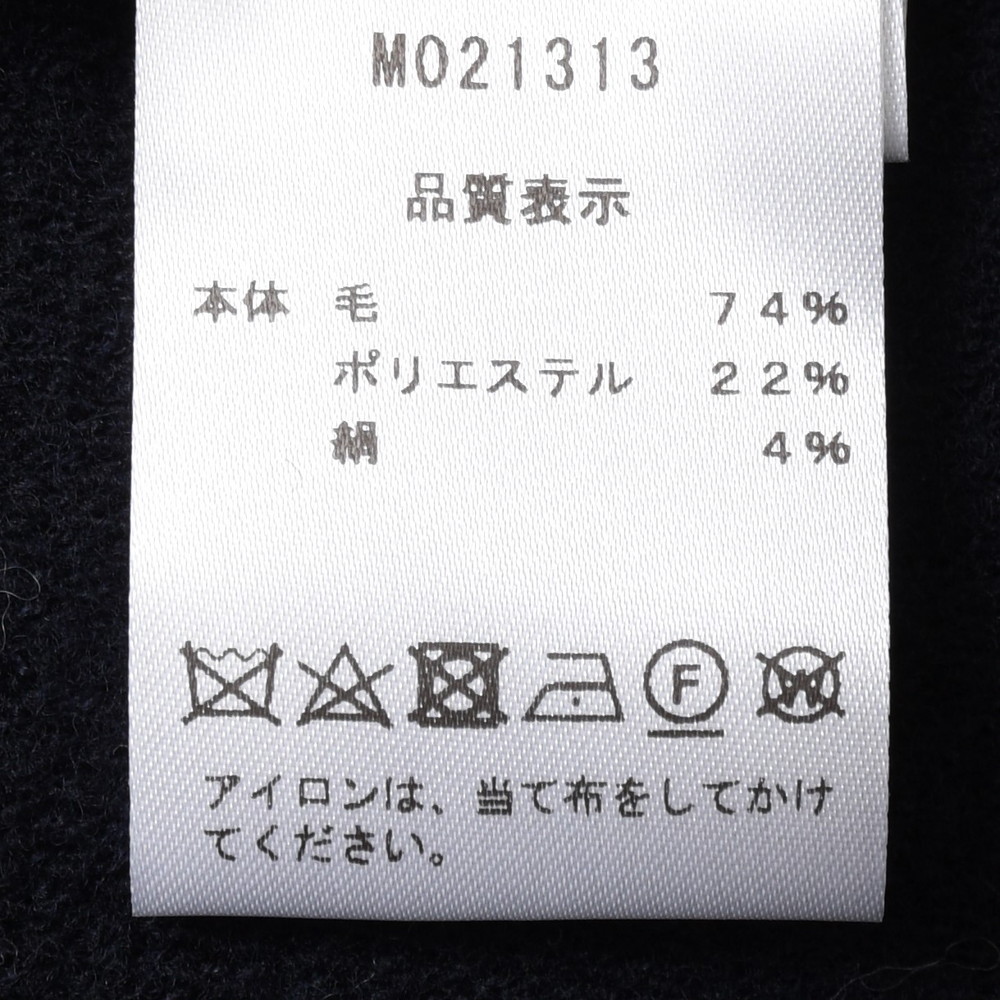 M021313
品質表示
本体 毛 74%
ポリエステル 22%
絹 4%
F
W
アイロンは、当て布をしてかけ
てください。